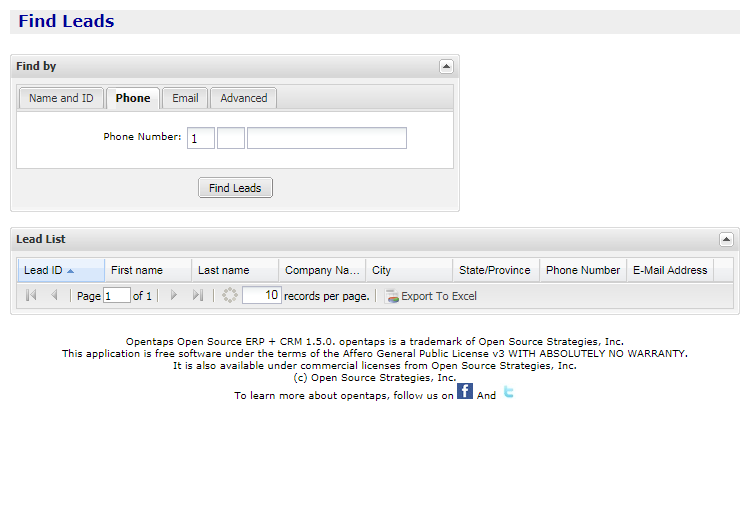 Find Leads
Find by
Name and ID Phone Email Advanced
Phone Number: 1
Find Leads
Lead List
Lead ID First name Last name Company Na... City State/Province Phone Number E-Mail Address
Page 1 of 1 10 records per page. Export To Excel
Opentaps Open Source ERP + CRM 1.5.0. opentaps is a trademark of Open Source Strategies, Inc.
This application is free software under the terms of the Affero General Public License v3 WITH ABSOLUTELY NO WARRANTY.
It is also available under commercial licenses from Open Source Strategies, Inc.
(c) Open Source Strategies, Inc.
To learn more about opentaps, follow us on f And t